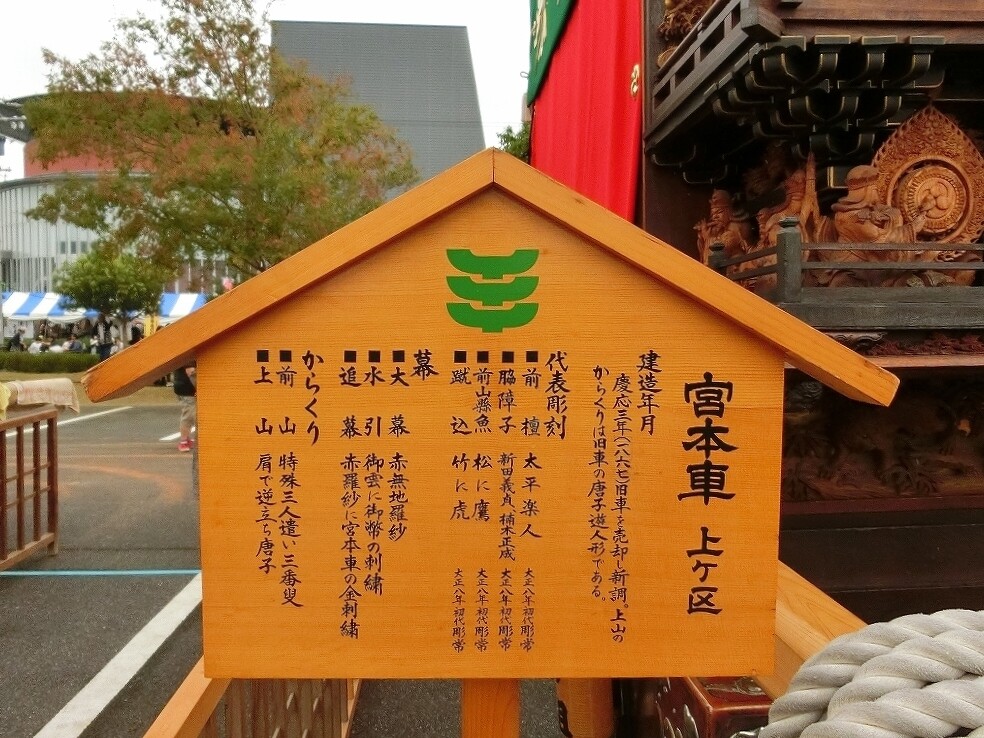 宮本車 上ケ区
建造年月
慶応三年(一八六七)旧車を売却し新調。上山の
からくりは旧車の唐子遊人形である。
代表彫刻
■前壇 太平楽人 大正八年 初代彫常
■脇障子 新田義貞、楠木正成 大正八年 初代彫常
■前山懸魚 松に鷹 大正八年 初代彫常
■蹴込 竹に虎 大正八年 初代彫常
幕
■大幕 赤無地羅紗
■水引 御雲に御幣の刺繍
■追幕 赤羅紗に宮本車の金刺繍
からくり
■前山 特殊三人遣い三番叟
■上山 肩で逆立ち唐子